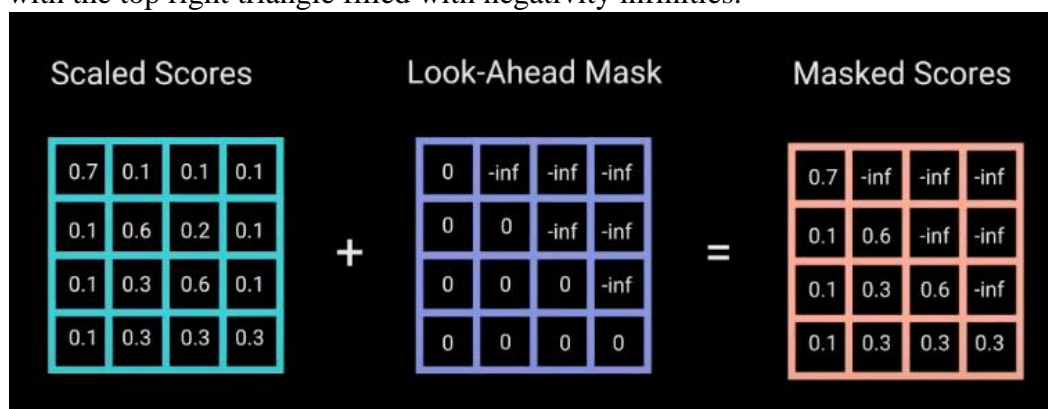 with the top right triangle filled with negativity infinities.
Scaled Scores Look-Ahead Mask Masked Scores
0.7 0.1 0.1 0.1 0 -inf -inf -inf 0.7 -inf -inf -inf
0.1 0.6 0.2 0.1 0 0 -inf -inf 0.1 0.6 -inf -inf
+ =
0.1 0.3 0.6 0.1 0 0 0 -inf 0.1 0.3 0.6 -inf
0.1 0.3 0.3 0.3 0 0 0 0 0.1 0.3 0.3 0.3